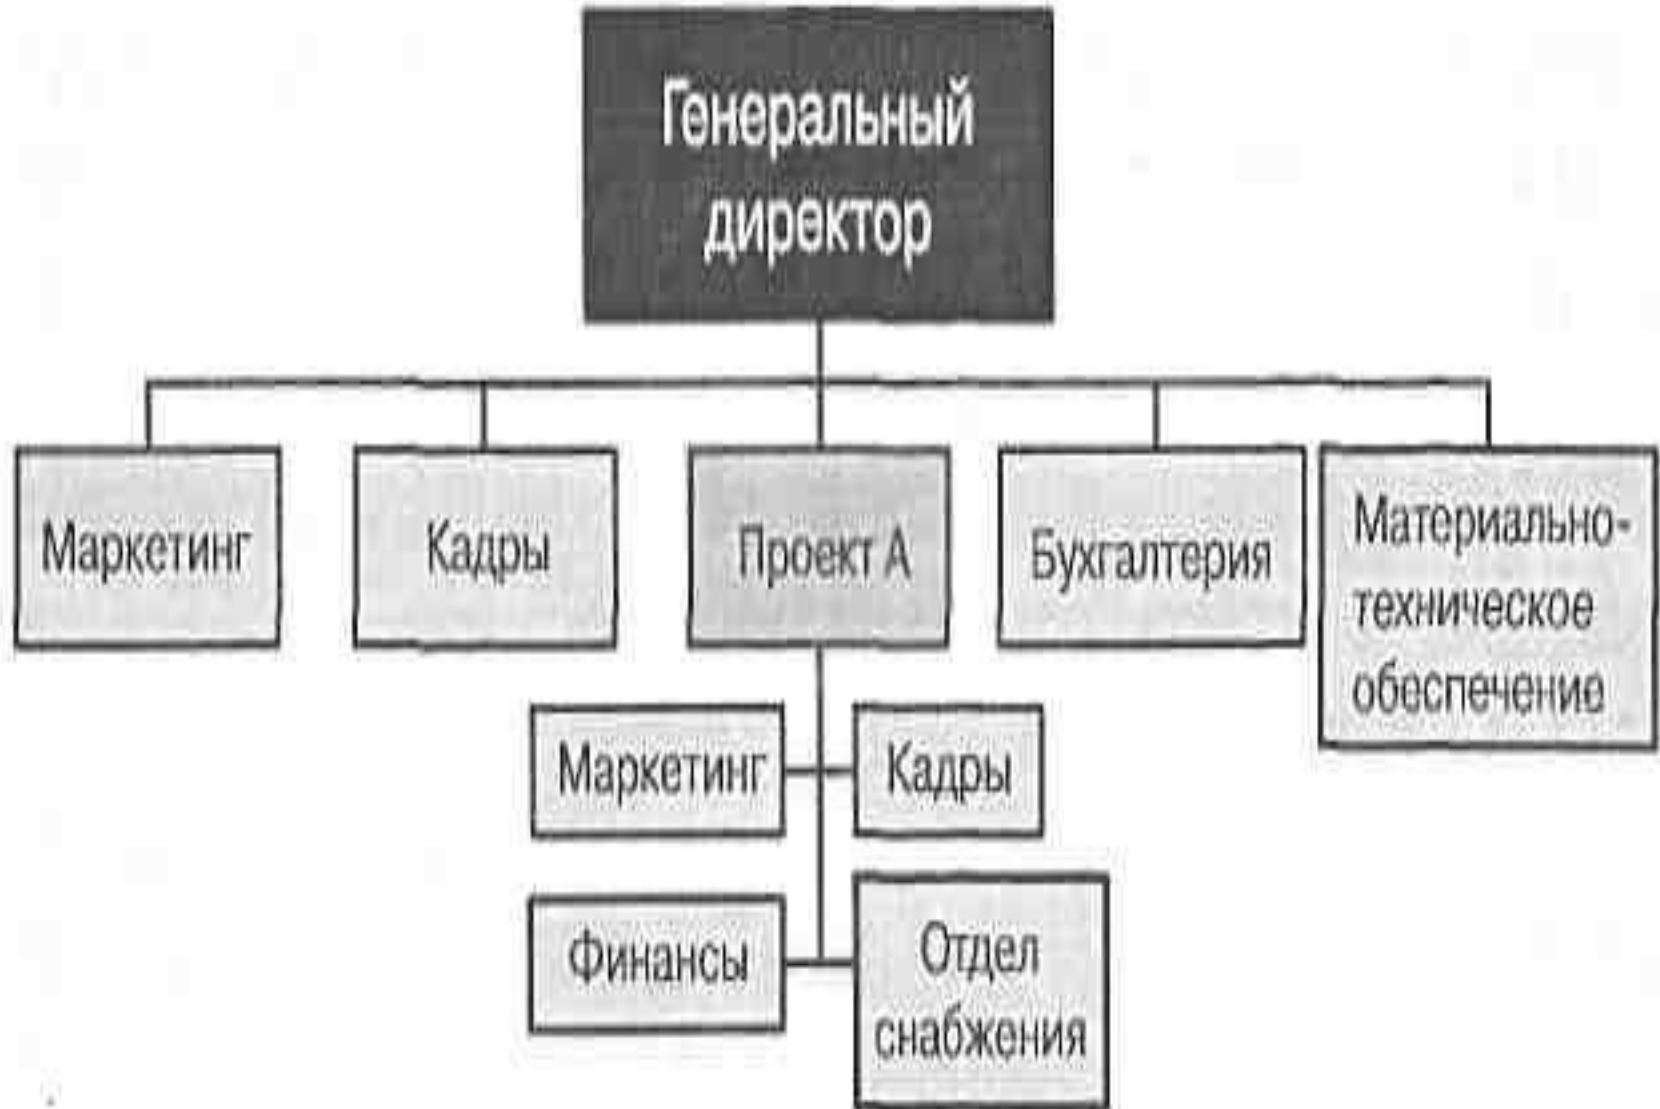 Генеральный
директор
Маркетинг
Кадры
Проект А
Бухгалтерия
Материально-
техническое
обеспечение
Маркетинг
Кадры
Финансы
Отдел
снабжения